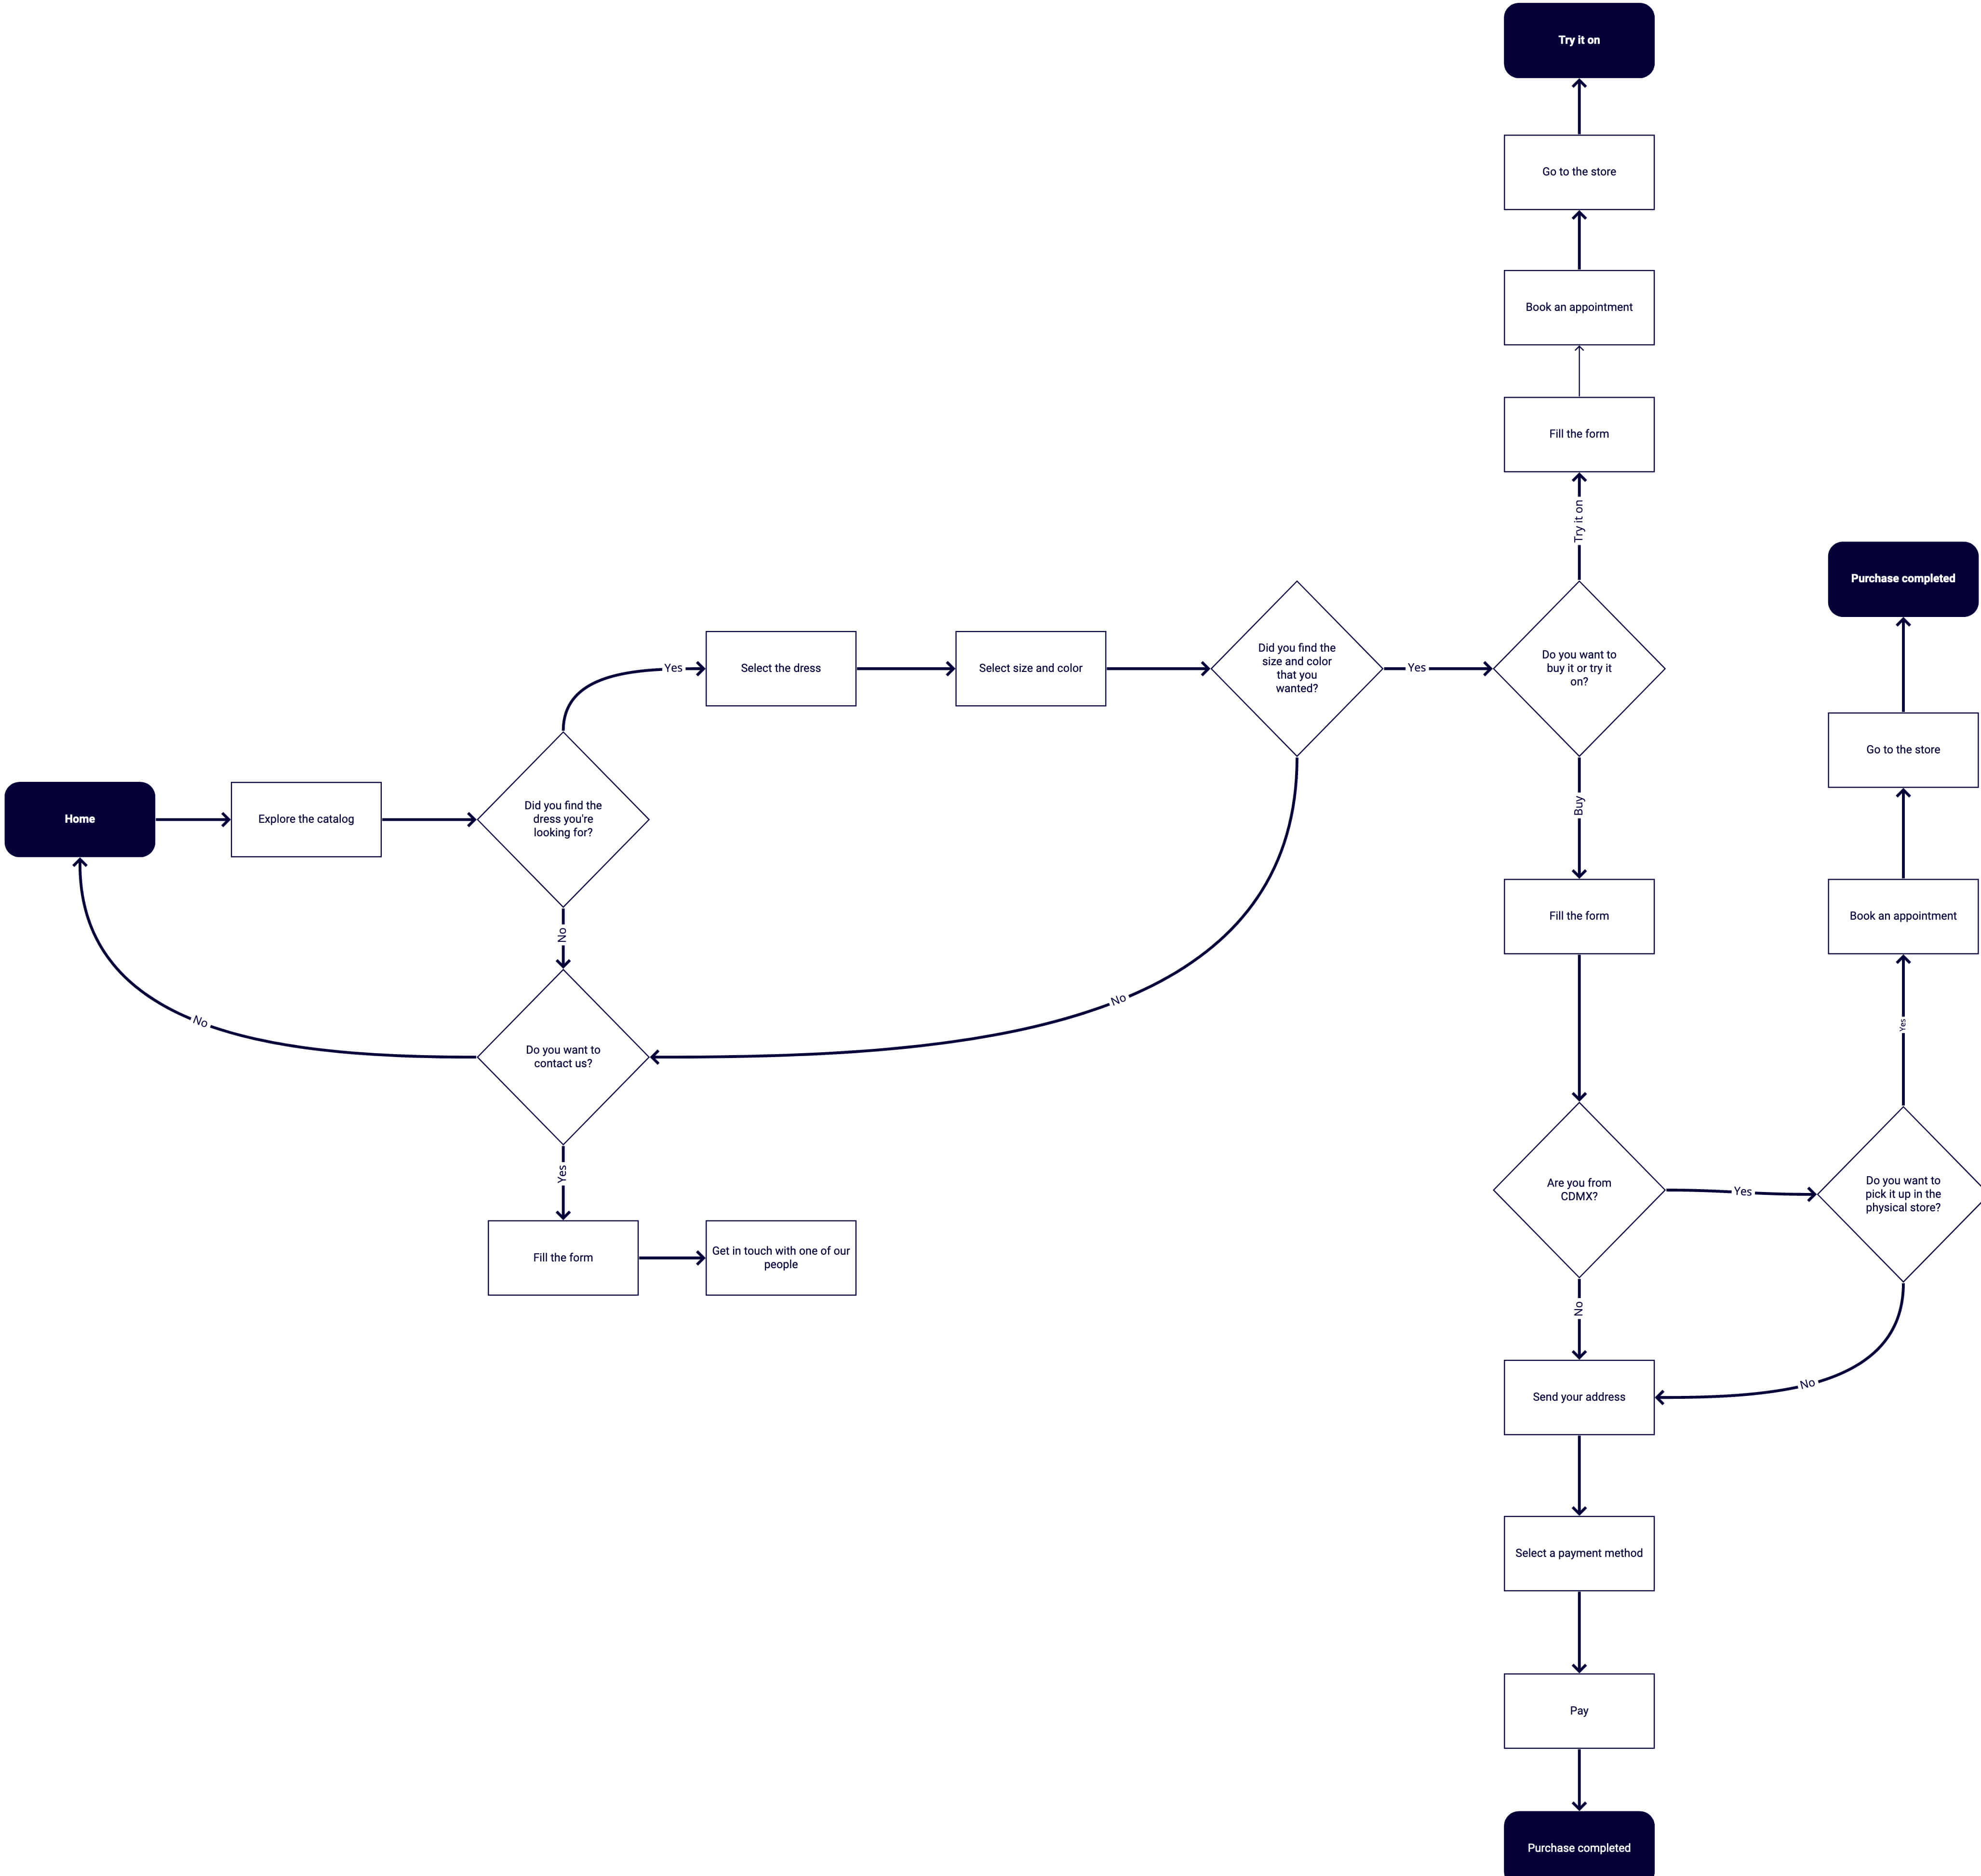 Try it on
Go to the store
Book an appointment
Fill the form
Try it on
Purchase completed
Go to the store
Book an appointment
Yes
Home
Explore the catalog
Did you find the
dress you're
looking for?
Yes
Select the dress
Select size and color
Did you find the
size and color
that you
wanted?
Yes
Do you want to
buy it or try it
on?
No
No
No
Do you want to
contact us?
Yes
Fill the form
Get in touch with one of our
people
Buy
Fill the form
Are you from
CDMX?
Yes
Do you want to
pick it up in the
physical store?
No
No
Send your address
Select a payment method
Pay
Purchase completed